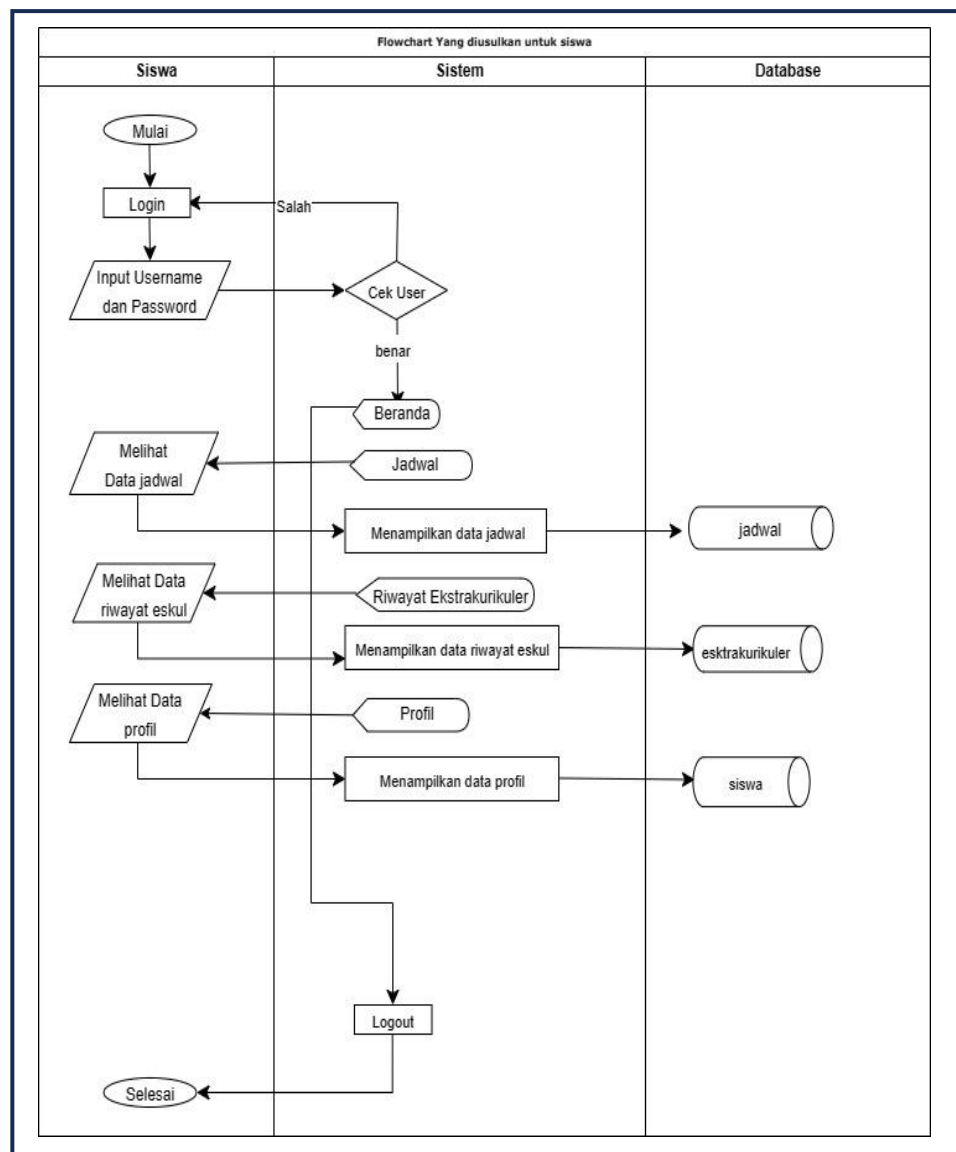 Flowchart Yang diusulkan untuk siswa
Siswa
Sistem
Database
Mulai
Login
Salah
Input Username
dan Password
Cek User
benar
Beranda
Melihat
Data jadwal
Jadwal
Menampilkan data jadwal
jadwal
Melihat Data
riwayat eskul
Riwayat Ekstrakurikuler
Menampilkan data riwayat eskul
esktrakurikuler
Melihat Data
profil
Profil
Menampilkan data profil
siswa
Logout
Selesai